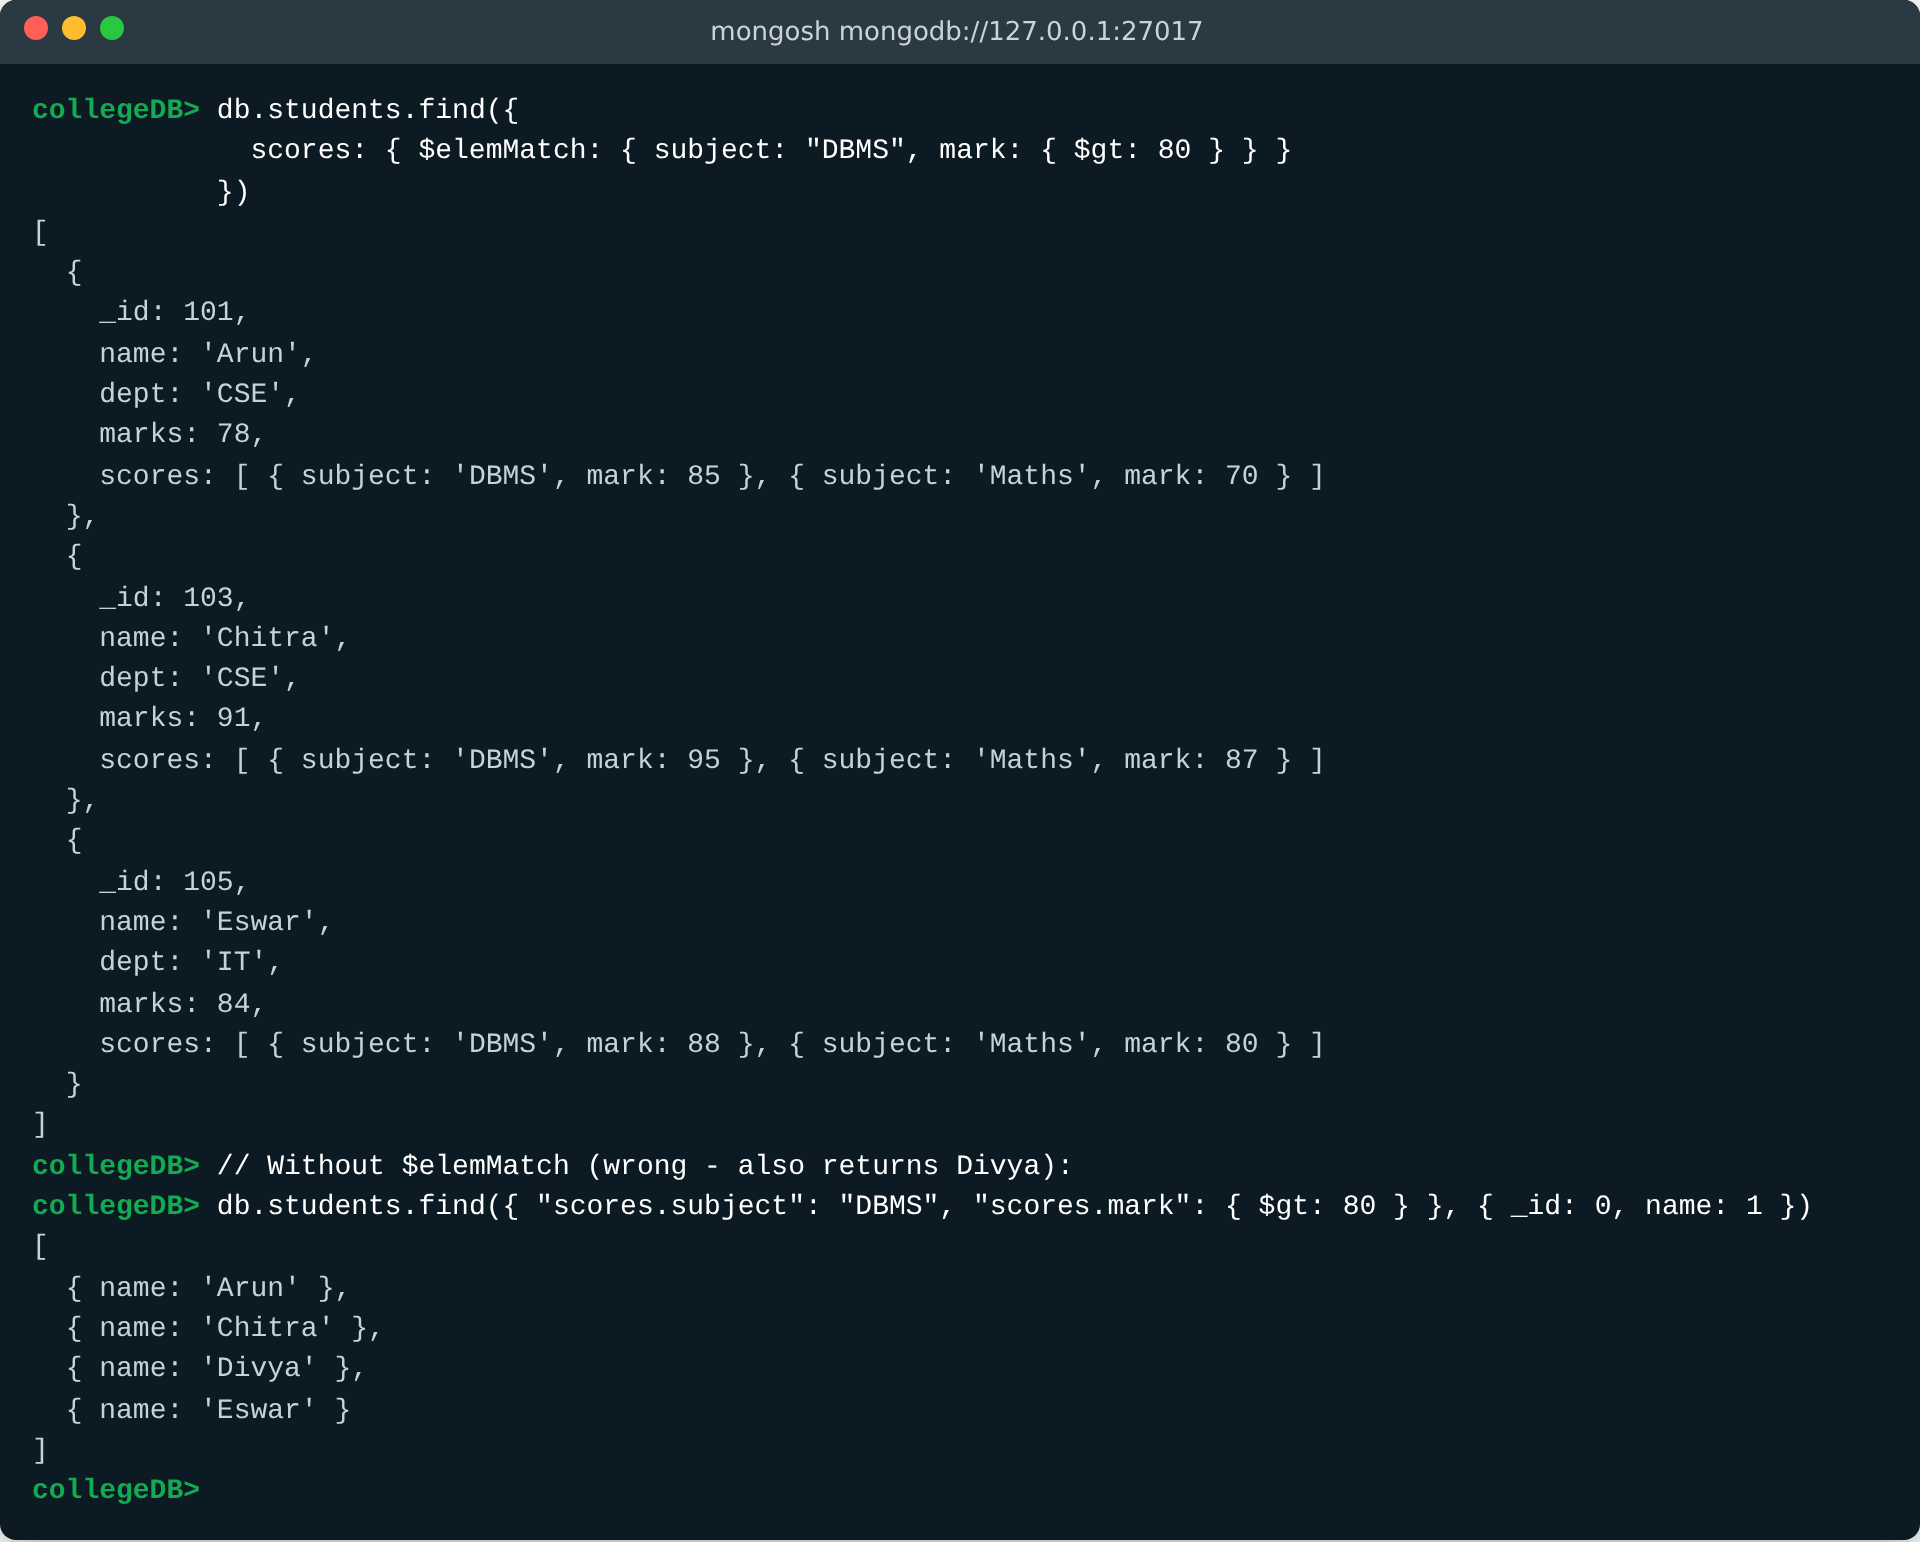 mongosh mongodb://127.0.0.1:27017
collegeDB> db.students.find({
             scores: { $elemMatch: { subject: "DBMS", mark: { $gt: 80 } } }
           })
[
  {
    _id: 101,
    name: 'Arun',
    dept: 'CSE',
    marks: 78,
    scores: [ { subject: 'DBMS', mark: 85 }, { subject: 'Maths', mark: 70 } ]
  },
  {
    _id: 103,
    name: 'Chitra',
    dept: 'CSE',
    marks: 91,
    scores: [ { subject: 'DBMS', mark: 95 }, { subject: 'Maths', mark: 87 } ]
  },
  {
    _id: 105,
    name: 'Eswar',
    dept: 'IT',
    marks: 84,
    scores: [ { subject: 'DBMS', mark: 88 }, { subject: 'Maths', mark: 80 } ]
  }
]
collegeDB> // Without $elemMatch (wrong - also returns Divya):
collegeDB> db.students.find({ "scores.subject": "DBMS", "scores.mark": { $gt: 80 } }, { _id: 0, name: 1 })
[
  { name: 'Arun' },
  { name: 'Chitra' },
  { name: 'Divya' },
  { name: 'Eswar' }
]
collegeDB>